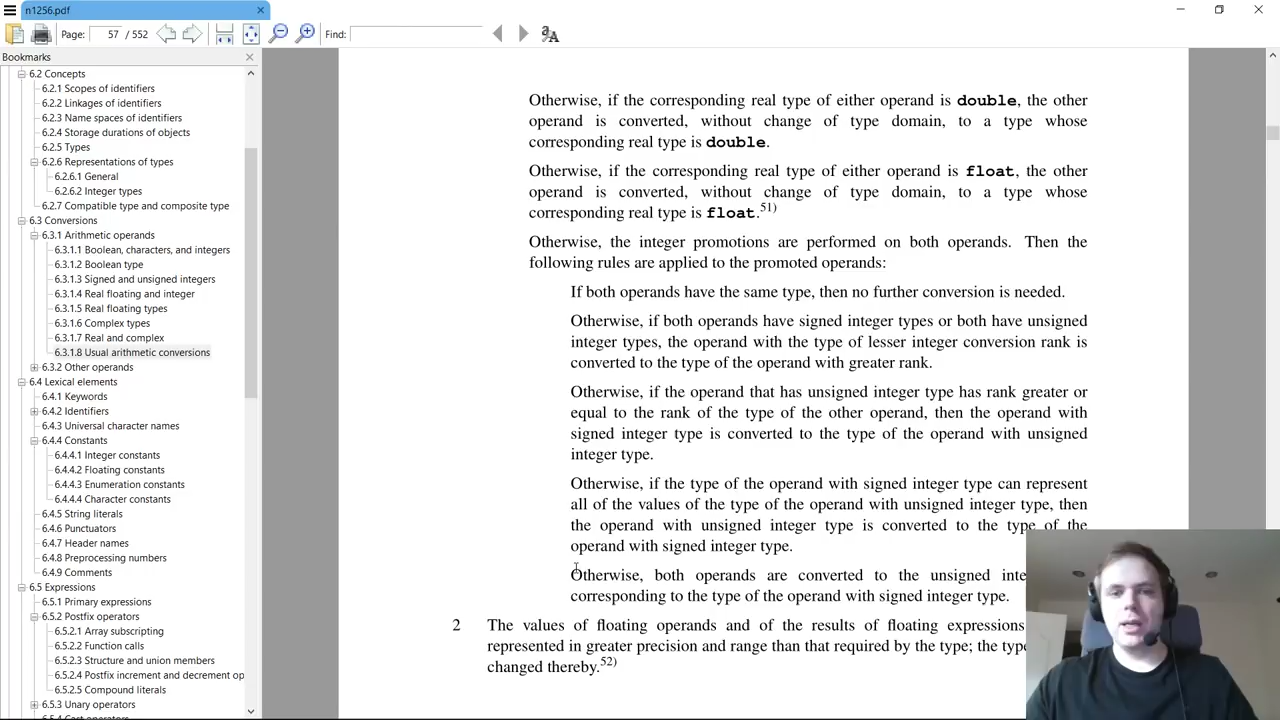 n1256.pdf
Page: 57 / 552
Find:
Bookmarks
6.2 Concepts
6.2.1 Scopes of identifiers
6.2.2 Linkages of identifiers
6.2.3 Name spaces of identifiers
6.2.4 Storage durations of objects
6.2.5 Types
6.2.6 Representations of types
6.2.6.1 General
6.2.6.2 Integer types
6.2.7 Compatible type and composite type
6.3 Conversions
6.3.1 Arithmetic operands
6.3.1.1 Boolean, characters, and integers
6.3.1.2 Boolean type
6.3.1.3 Signed and unsigned integers
6.3.1.4 Real floating and integer
6.3.1.5 Real floating types
6.3.1.6 Complex types
6.3.1.7 Real and complex
6.3.1.8 Usual arithmetic conversions
6.3.2 Other operands
6.4 Lexical elements
6.4.1 Keywords
6.4.2 Identifiers
6.4.3 Universal character names
6.4.4 Constants
6.4.4.1 Integer constants
6.4.4.2 Floating constants
6.4.4.3 Enumeration constants
6.4.4.4 Character constants
6.4.5 String literals
6.4.6 Punctuators
6.4.7 Header names
6.4.8 Preprocessing numbers
6.4.9 Comments
6.5 Expressions
6.5.1 Primary expressions
6.5.2 Postfix operators
6.5.2.1 Array subscripting
6.5.2.2 Function calls
6.5.2.3 Structure and union members
6.5.2.4 Postfix increment and decrement op
6.5.2.5 Compound literals
6.5.3 Unary operators
6.5.4 Cast operators
Otherwise, if the corresponding real type of either operand is double, the other
operand is converted, without change of type domain, to a type whose
corresponding real type is double.
Otherwise, if the corresponding real type of either operand is float, the other
operand is converted, without change of type domain, to a type whose
corresponding real type is float.51)
Otherwise, the integer promotions are performed on both operands. Then the
following rules are applied to the promoted operands:
If both operands have the same type, then no further conversion is needed.
Otherwise, if both operands have signed integer types or both have unsigned
integer types, the operand with the type of lesser integer conversion rank is
converted to the type of the operand with greater rank.
Otherwise, if the operand that has unsigned integer type has rank greater or
equal to the rank of the type of the other operand, then the operand with
signed integer type is converted to the type of the operand with unsigned
integer type.
Otherwise, if the type of the operand with signed integer type can represent
all of the values of the type of the operand with unsigned integer type, then
the operand with unsigned integer type is converted to the type of the
operand with signed integer type.
Otherwise, both operands are converted to the unsigned inte
corresponding to the type of the operand with signed integer type.
2 The values of floating operands and of the results of floating expressions
represented in greater precision and range than that required by the type; the type
changed thereby.52)